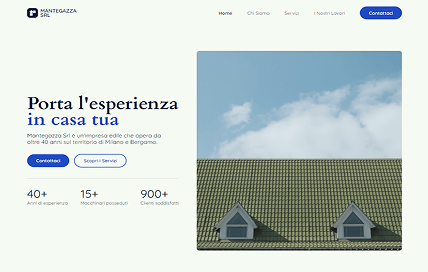 MANTEGAZZA
SRL
Home
Chi Siamo
Servizi
I Nostri Lavori
Contattaci
Porta l'esperienza
in casa tua
Mantegazza Srl è un'impresa edile che opera da
oltre 40 anni sul territorio di Milano e Bergamo.
Contattaci
Scopri i Servizi
40+
15+
900+
Anni di esperienza
Macchinari posseduti
Clienti soddisfatti